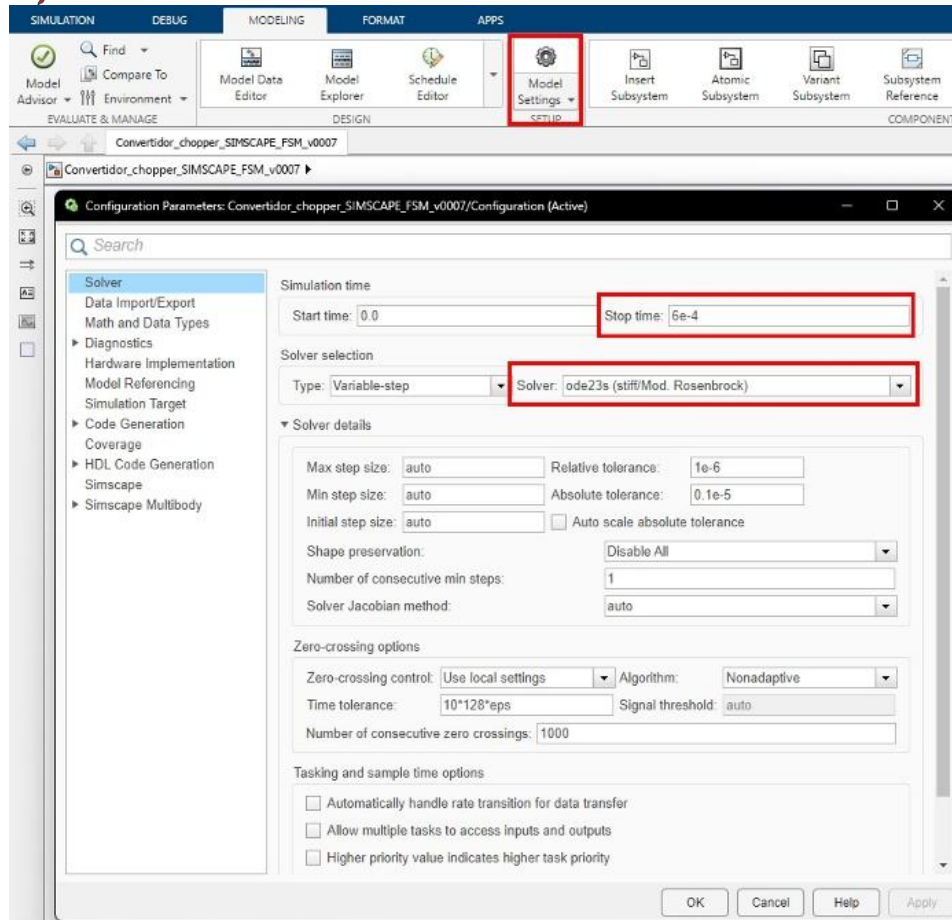 SIMULATION DEBUG MODELING FORMAT APPS
Model Advisor
Find
Compare To
Environment
EVALUATE & MANAGE
Model Data Editor
Model Explorer
Schedule Editor
DESIGN
Model Settings
SETUP
Insert Subsystem
Atomic Subsystem
Variant Subsystem
Subsystem Reference
COMPONENT
Convertidor_chopper_SIMSCAPE_FSM_v0007
Convertidor_chopper_SIMSCAPE_FSM_v0007
Configuration Parameters: Convertidor_chopper_SIMSCAPE_FSM_v0007/Configuration (Active)
Search
Solver
Data Import/Export
Math and Data Types
Diagnostics
Hardware Implementation
Model Referencing
Simulation Target
Code Generation
Coverage
HDL Code Generation
Simscape
Simscape Multibody
Simulation time
Start time: 0.0 Stop time: 6e-4
Solver selection
Type: Variable-step Solver: ode23s (stiff/Mod. Rosenbrock)
Solver details
Max step size: auto Relative tolerance: 1e-6
Min step size: auto Absolute tolerance: 0.1e-5
Initial step size: auto Auto scale absolute tolerance
Shape preservation: Disable All
Number of consecutive min steps: 1
Solver Jacobian method: auto
Zero-crossing options
Zero-crossing control: Use local settings Algorithm: Nonadaptive
Time tolerance: 10*128*eps Signal threshold: auto
Number of consecutive zero crossings: 1000
Tasking and sample time options
Automatically handle rate transition for data transfer
Allow multiple tasks to access inputs and outputs
Higher priority value indicates higher task priority
OK Cancel Help Apply